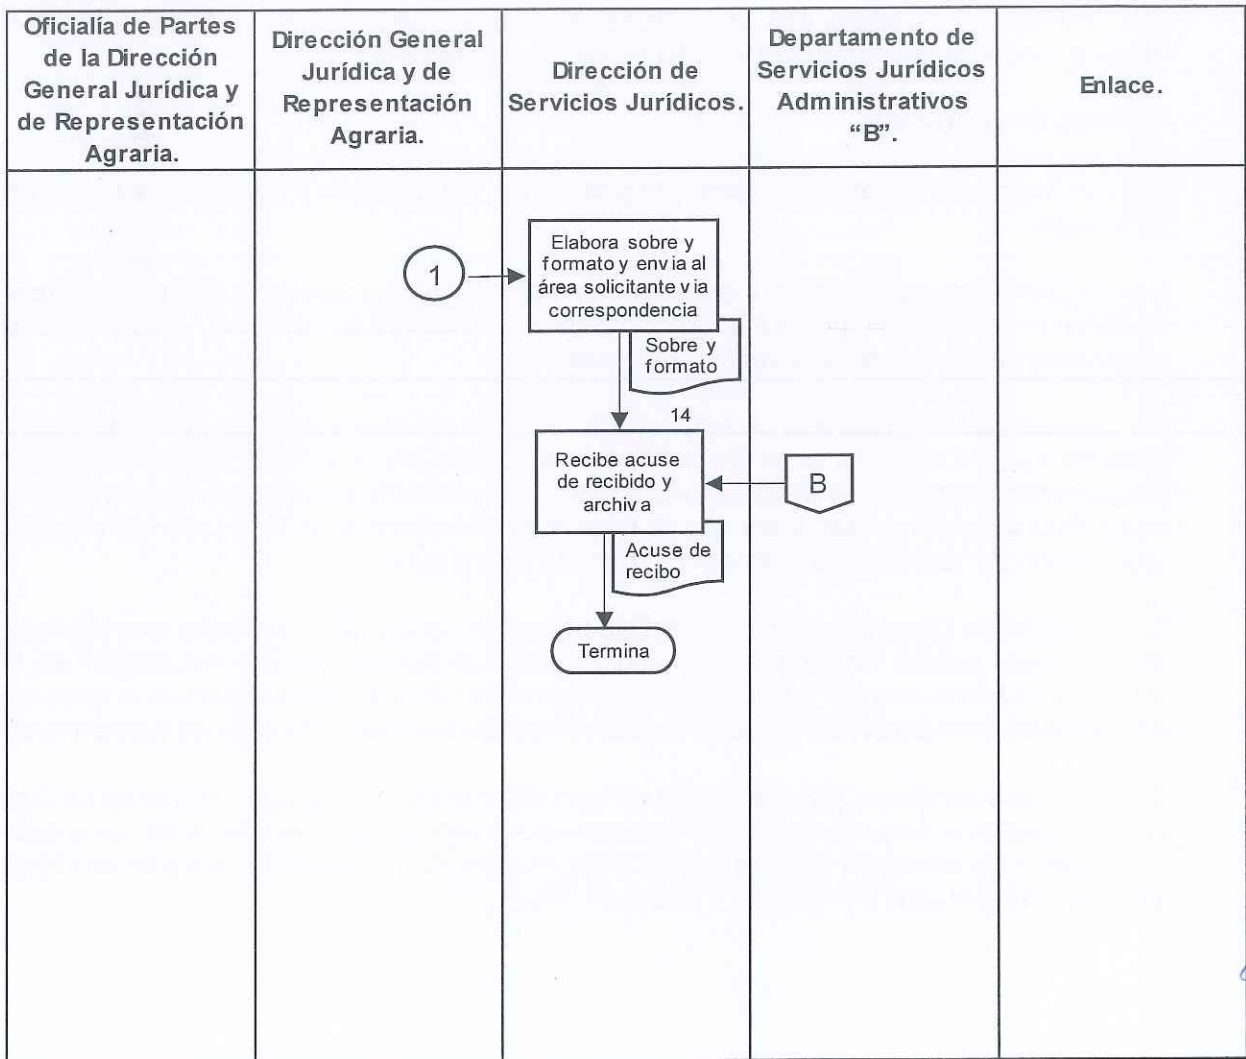 Oficialía de Partes
de la Dirección
General Jurídica y
de Representación
Agraria.
Dirección General
Jurídica y de
Representación
Agraria.
Dirección de
Servicios Jurídicos.
Departamento de
Servicios Jurídicos
Administrativos
“B”.
Enlace.
1
Elabora sobre y
formato y envia al
área solicitante via
correspondencia
Sobre y
formato
14
Recibe acuse
de recibido y
archiva
B
Acuse de
recibo
Termina